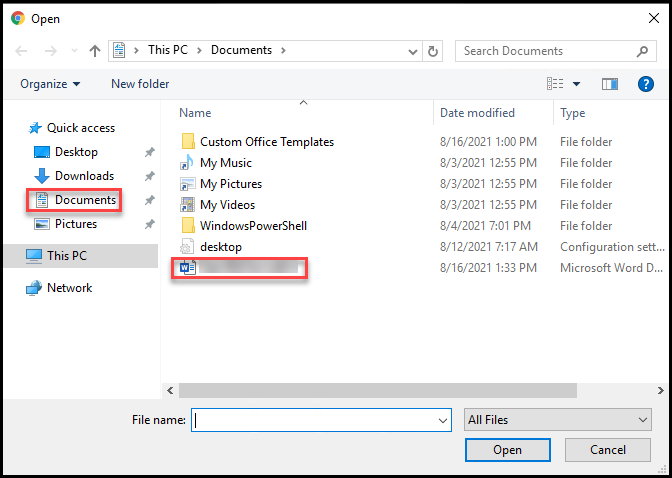 Open
This PC > Documents >
Search Documents
Organize
New folder
Name
Date modified
Type
Quick access
Desktop
Downloads
Documents
Pictures
This PC
Network
Custom Office Templates 8/16/2021 1:00 PM File folder
My Music 8/3/2021 12:55 PM File folder
My Pictures 8/3/2021 12:55 PM File folder
My Videos 8/3/2021 12:55 PM File folder
WindowsPowerShell 8/4/2021 7:01 PM File folder
desktop 8/12/2021 7:17 AM Configuration sett...
8/16/2021 1:33 PM Microsoft Word D...
File name:
All Files
Open
Cancel